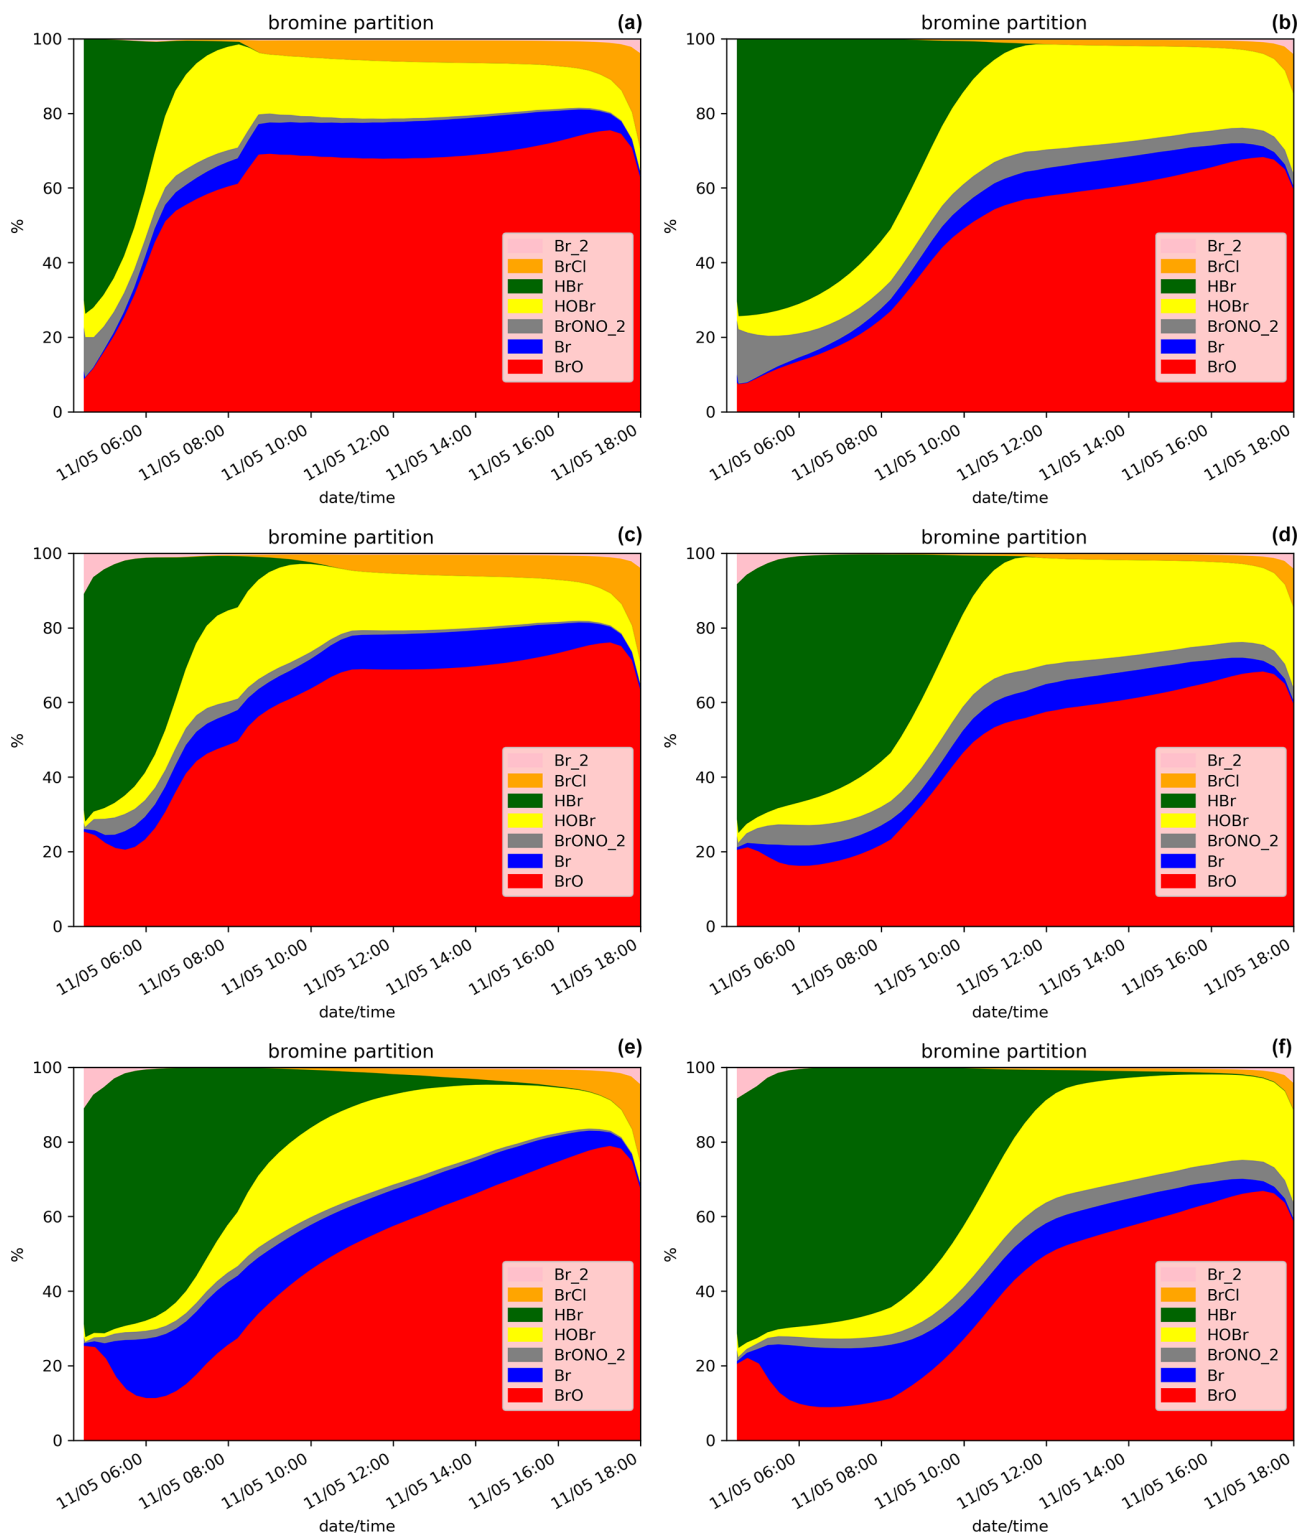 bromine partition (a)
100
80
60
40
20
0
%
Br_2
BrCl
HBr
HOBr
BrONO_2
Br
BrO
11/05 06:00 11/05 08:00 11/05 10:00 11/05 12:00 11/05 14:00 11/05 16:00 11/05 18:00
date/time
bromine partition (b)
100
80
60
40
20
0
%
Br_2
BrCl
HBr
HOBr
BrONO_2
Br
BrO
11/05 06:00 11/05 08:00 11/05 10:00 11/05 12:00 11/05 14:00 11/05 16:00 11/05 18:00
date/time
bromine partition (c)
100
80
60
40
20
0
%
Br_2
BrCl
HBr
HOBr
BrONO_2
Br
BrO
11/05 06:00 11/05 08:00 11/05 10:00 11/05 12:00 11/05 14:00 11/05 16:00 11/05 18:00
date/time
bromine partition (d)
100
80
60
40
20
0
%
Br_2
BrCl
HBr
HOBr
BrONO_2
Br
BrO
11/05 06:00 11/05 08:00 11/05 10:00 11/05 12:00 11/05 14:00 11/05 16:00 11/05 18:00
date/time
bromine partition (e)
100
80
60
40
20
0
%
Br_2
BrCl
HBr
HOBr
BrONO_2
Br
BrO
11/05 06:00 11/05 08:00 11/05 10:00 11/05 12:00 11/05 14:00 11/05 16:00 11/05 18:00
date/time
bromine partition (f)
100
80
60
40
20
0
%
Br_2
BrCl
HBr
HOBr
BrONO_2
Br
BrO
11/05 06:00 11/05 08:00 11/05 10:00 11/05 12:00 11/05 14:00 11/05 16:00 11/05 18:00
date/time